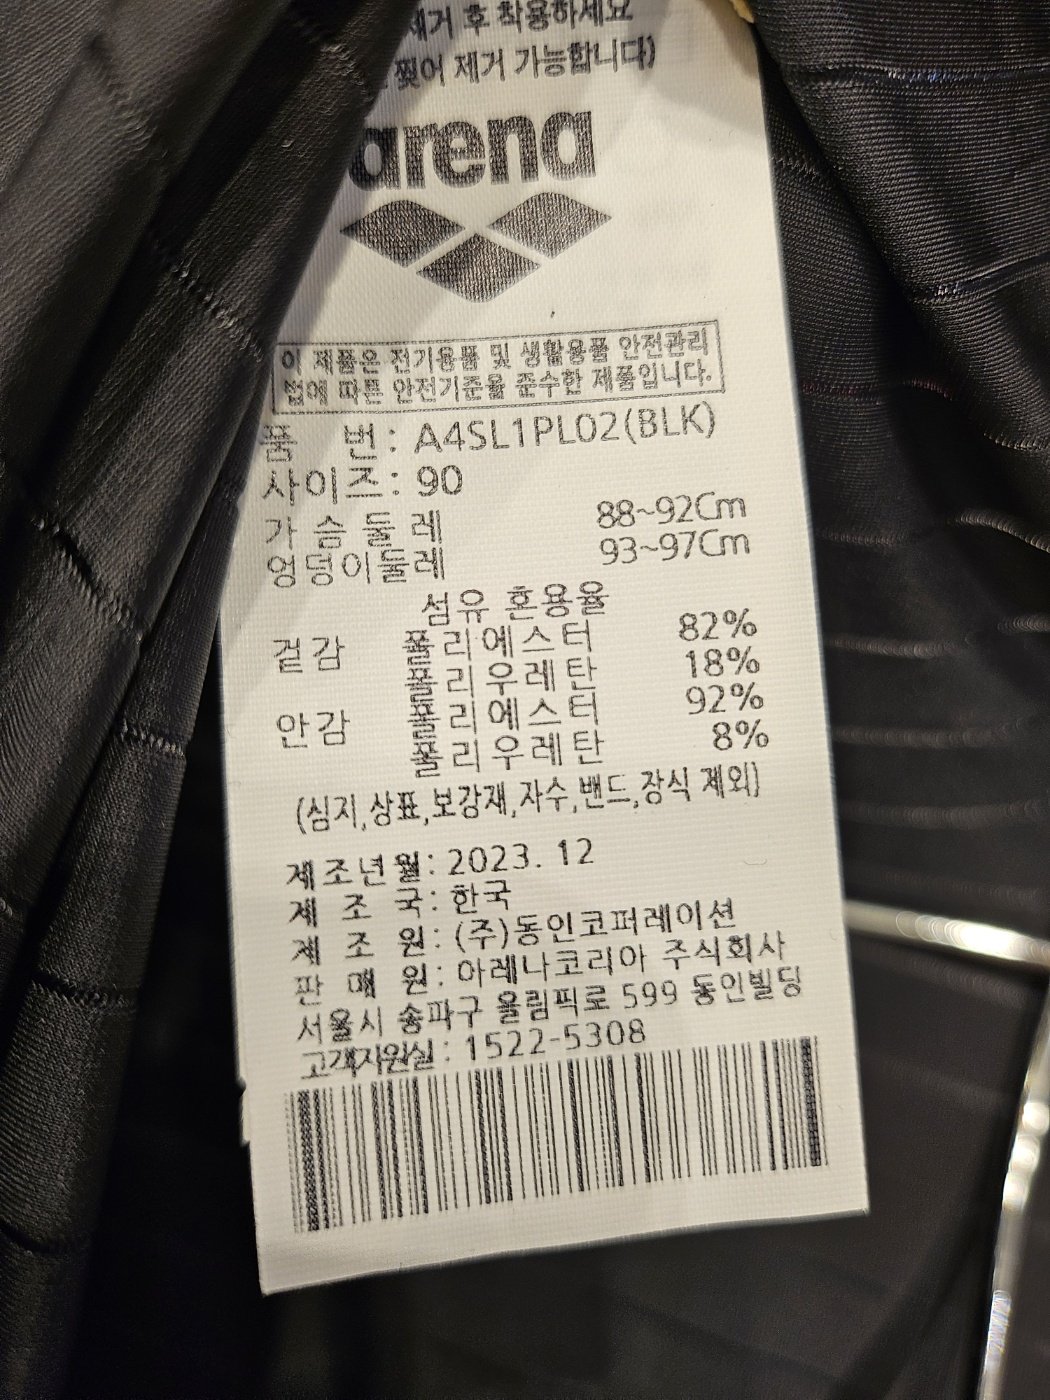 제거 후 착용하세요
찢어 제거 가능합니다)
arena
이 제품은 전기용품 및 생활용품 안전관리
법에 따른 안전기준을 준수한 제품입니다.
품 번: A4SL1PL02(BLK)
사이즈: 90
가슴둘레 88~92Cm
엉덩이둘레 93~97Cm
섬유 혼용율
겉감 폴리에스터 82%
폴리우레탄 18%
안감 폴리에스터 92%
폴리우레탄 8%
(심지,상표,보강재,자수,밴드,장식 제외)
제조년월: 2023. 12
제 조 국: 한국
제 조 원: (주)동인코퍼레이션
판 매 원: 아레나코리아 주식회사
서울시 송파구 올림픽로 599 동인빌딩
고객지원실: 1522-5308